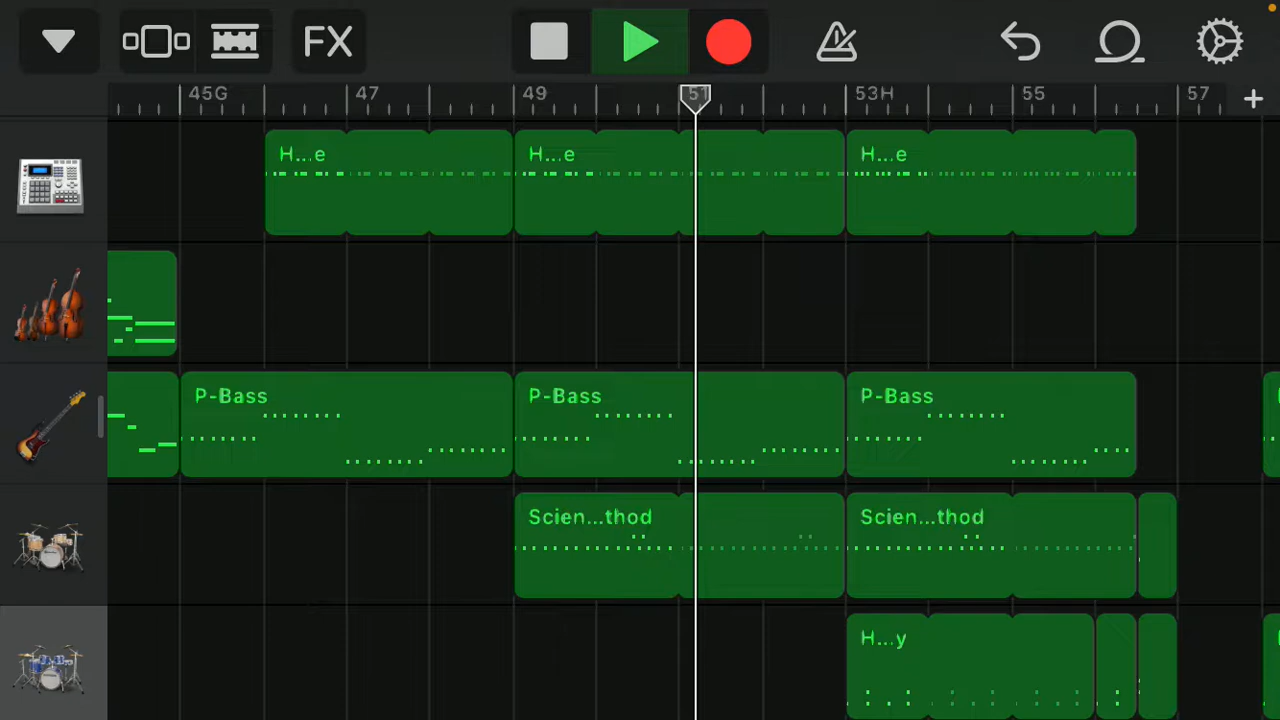 FX
45G 47 49 51 53H 55 57
H...e H...e H...e
P-Bass P-Bass P-Bass
Scien...thod Scien...thod
H...y